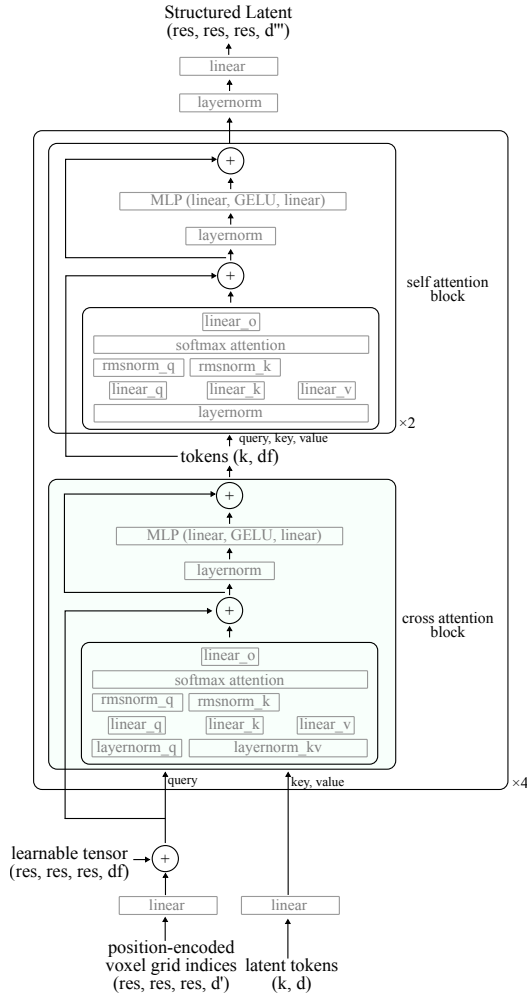 Structured Latent
(res, res, res, d''')
linear
layernorm
+
MLP (linear, GELU, linear)
layernorm
+
self attention
block
linear_o
softmax attention
rmsnorm_q rmsnorm_k
linear_q linear_k linear_v
layernorm
×2
query, key, value
tokens (k, df)
+
MLP (linear, GELU, linear)
layernorm
+
cross attention
block
linear_o
softmax attention
rmsnorm_q rmsnorm_k
linear_q linear_k linear_v
layernorm_q layernorm_kv
query key, value
×4
learnable tensor
(res, res, res, df)
+
linear linear
position-encoded
voxel grid indices
(res, res, res, d')
latent tokens
(k, d)